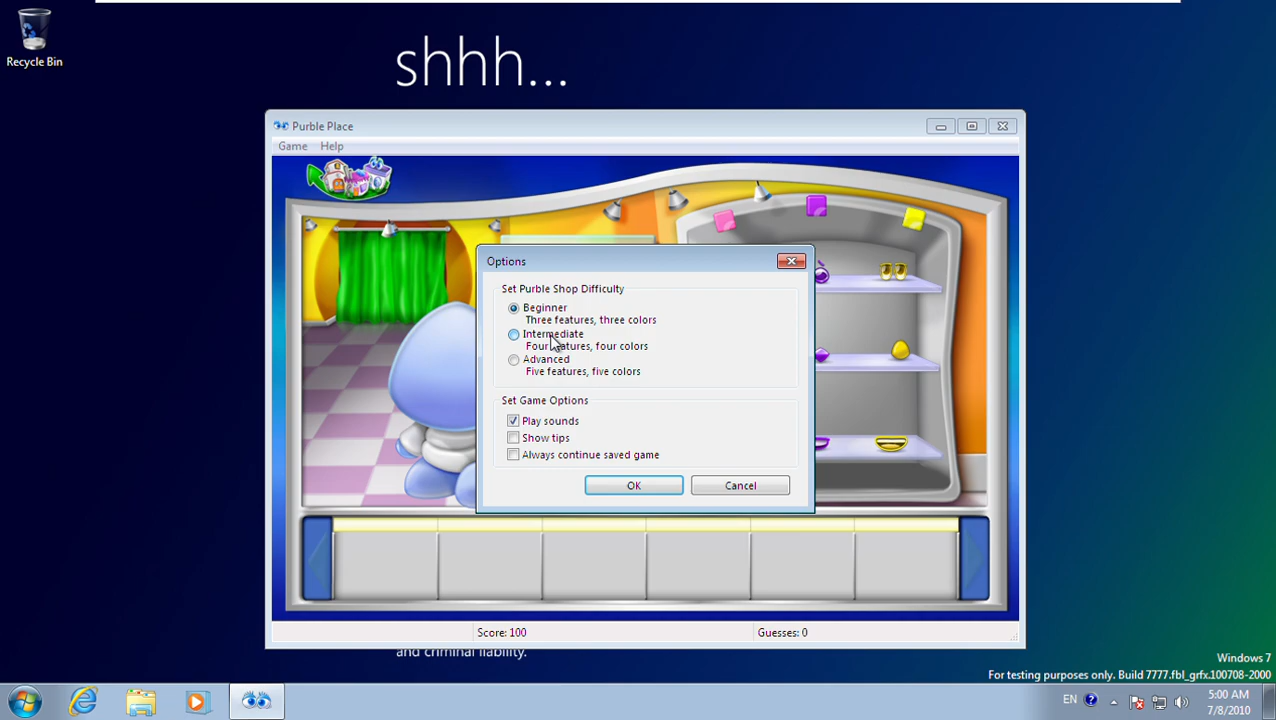 Recycle Bin
shhh...
Purble Place
Game Help
Options
Set Purble Shop Difficulty
Beginner
Three features, three colors
Intermediate
Four features, four colors
Advanced
Five features, five colors
Set Game Options
Play sounds
Show tips
Always continue saved game
OK Cancel
Score: 100 Guesses: 0
and criminal liability.
Windows 7
For testing purposes only. Build 7777.fbl_grfx.100708-2000
EN 5:00 AM
7/8/2010